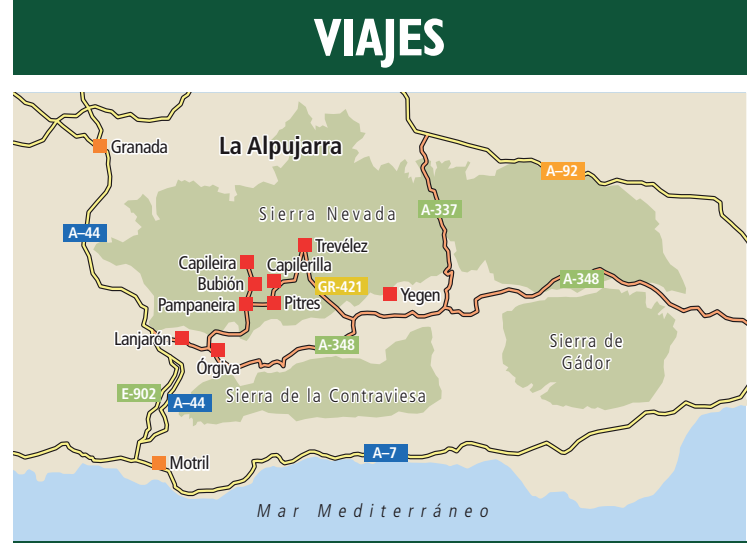 VIAJES
Granada
La Alpujarra
A–92
Sierra Nevada
A-337
A–44
Trevélez
Capileira
Capilerilla
Bubión
GR-421
A-348
Yegen
Pampaneira
Pitres
Lanjarón
A-348
Sierra de
Gádor
Órgiva
E-902
A–44
Sierra de la Contraviesa
Motril
A–7
Mar Mediterráneo